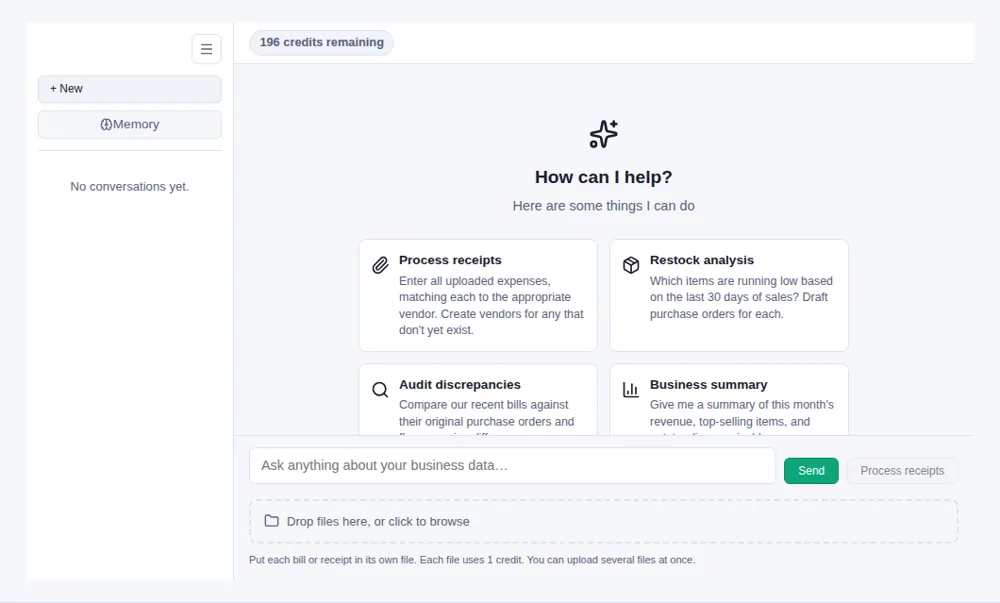 196 credits remaining
+ New
Memory
No conversations yet.
How can I help?
Here are some things I can do
Process receipts
Enter all uploaded expenses,
matching each to the appropriate
vendor. Create vendors for any that
don't yet exist.
Restock analysis
Which items are running low based
on the last 30 days of sales? Draft
purchase orders for each.
Audit discrepancies
Compare our recent bills against
their original purchase orders and
Business summary
Give me a summary of this month's
revenue, top-selling items, and
Ask anything about your business data…
Send
Process receipts
Drop files here, or click to browse
Put each bill or receipt in its own file. Each file uses 1 credit. You can upload several files at once.